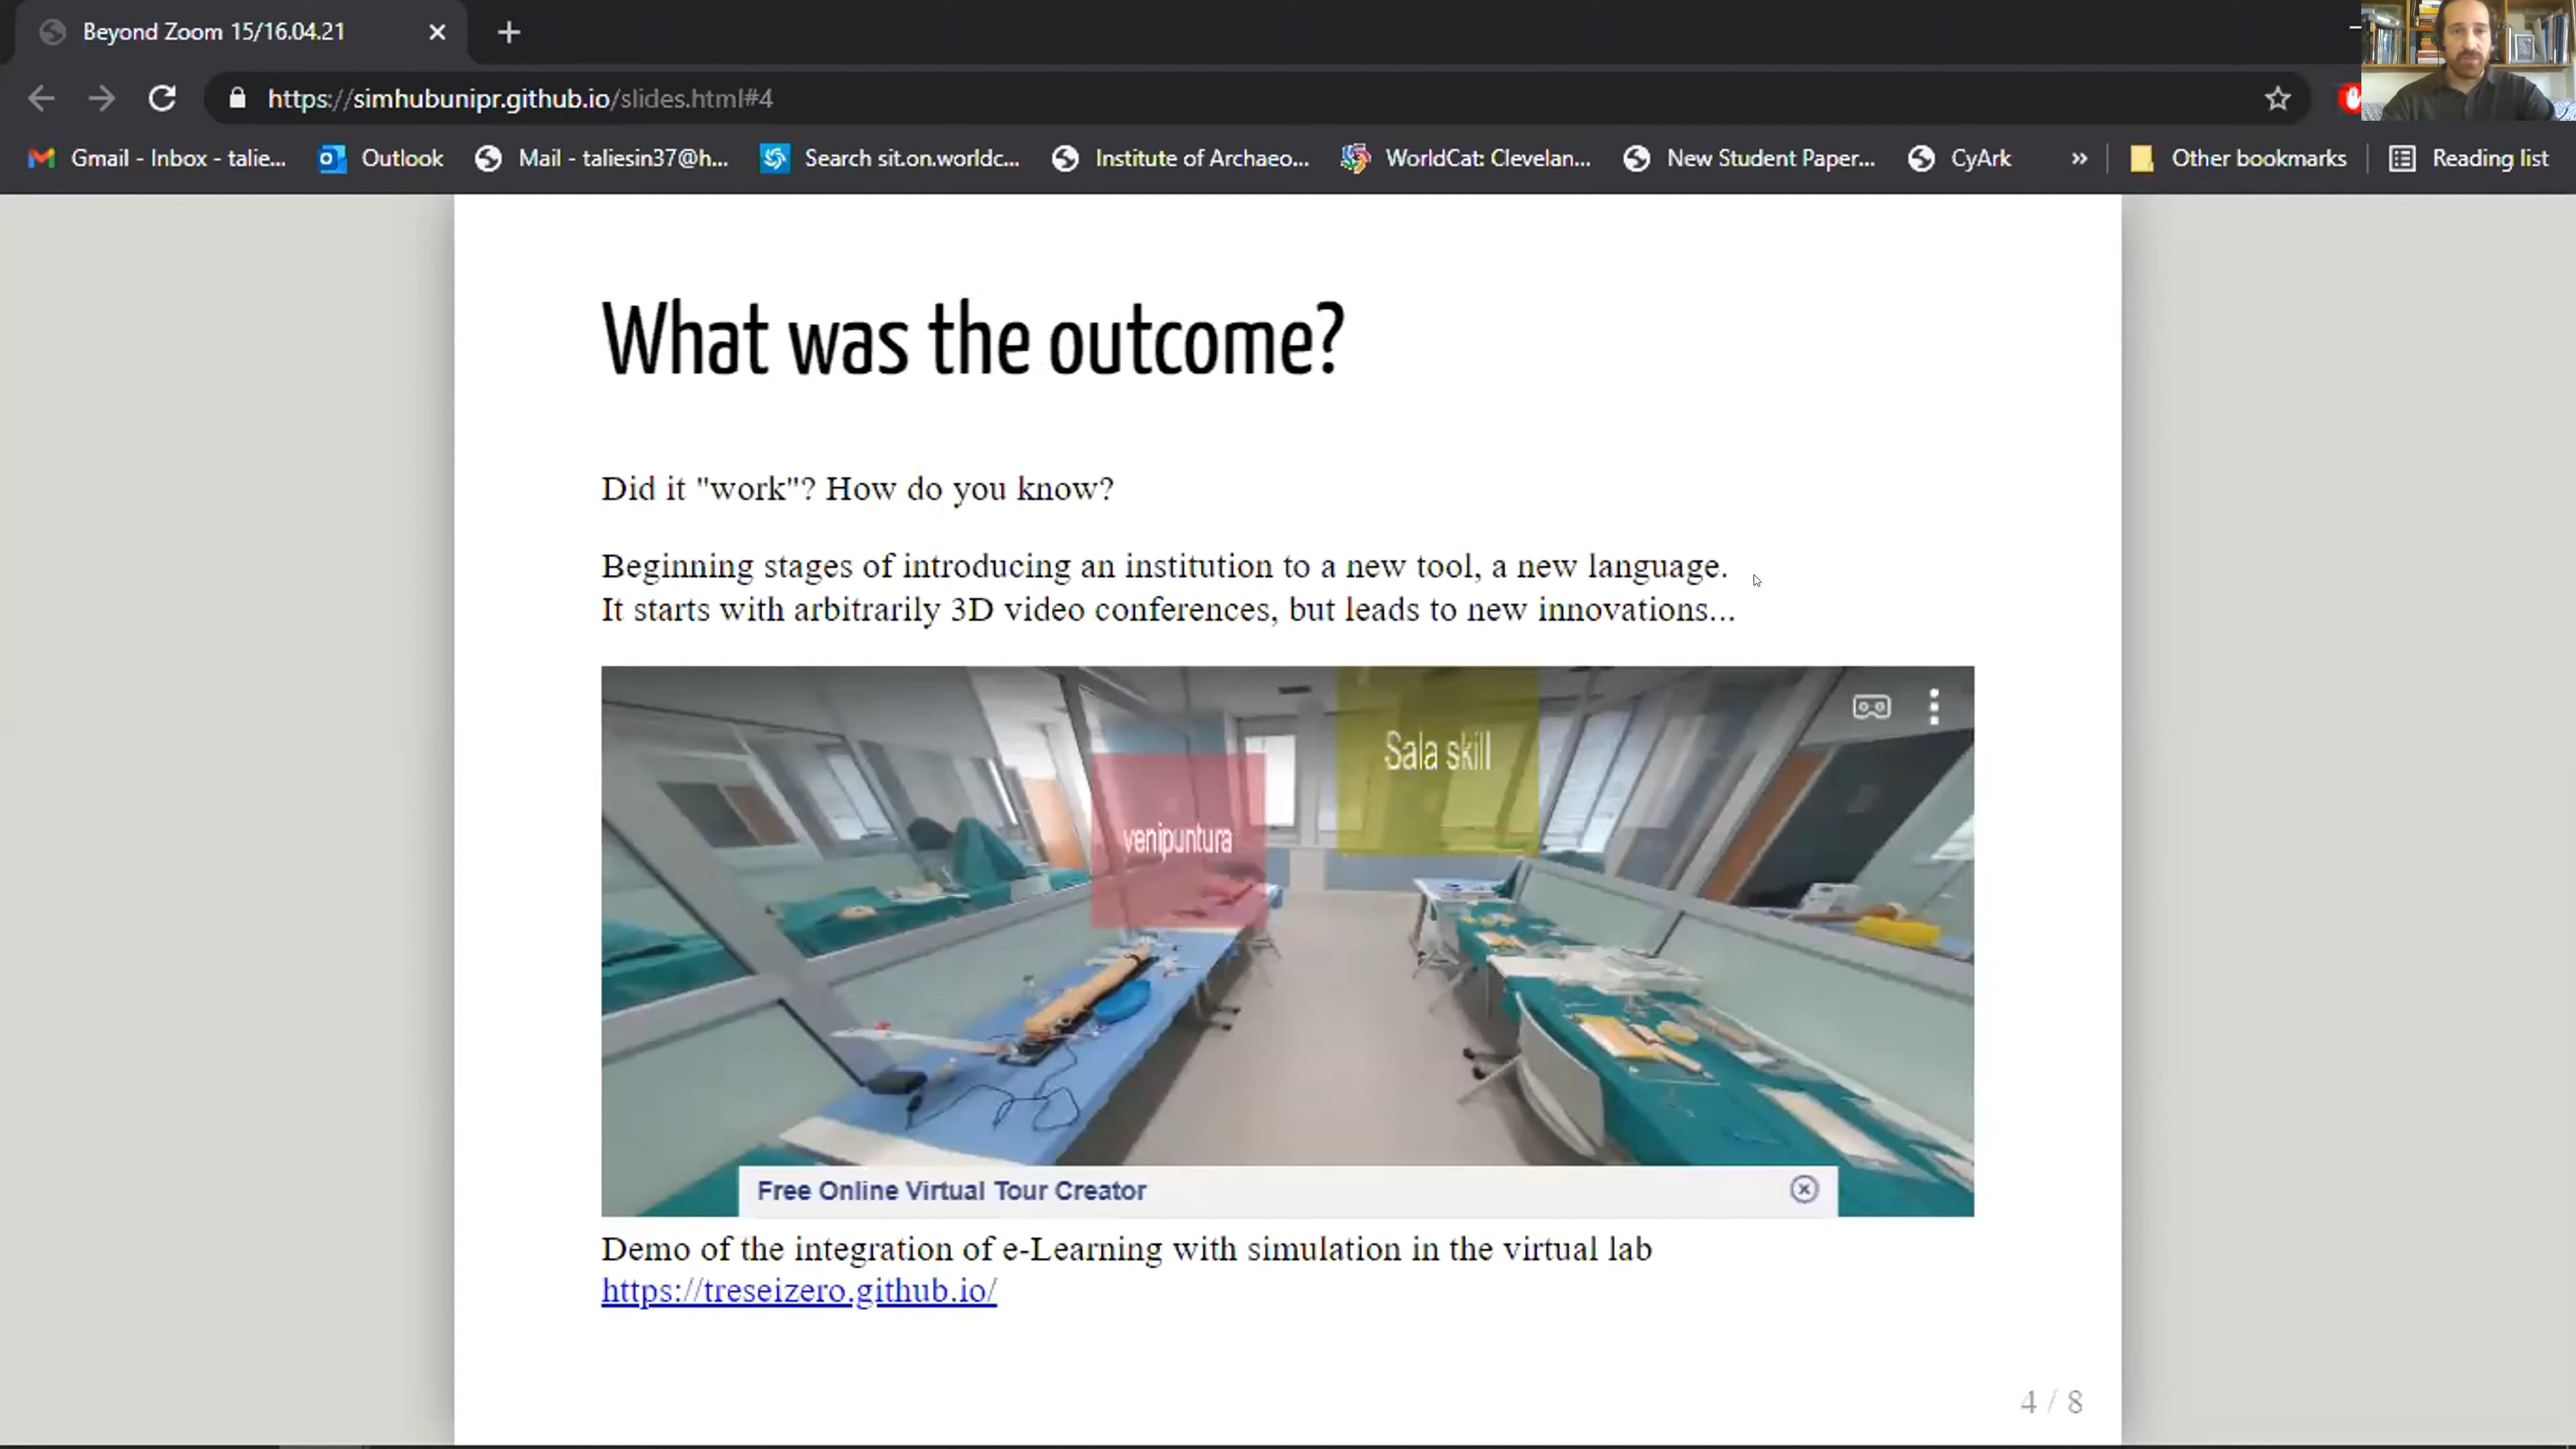 Beyond Zoom 15/16.04.21
https://simhubunipr.github.io/slides.html#4
Gmail - Inbox - talie... Outlook Mail - taliesin37@h... Search sit.on.worldc... Institute of Archaeo... WorldCat: Clevelan... New Student Paper... CyArk » Other bookmarks Reading list
What was the outcome?
Did it "work"? How do you know?
Beginning stages of introducing an institution to a new tool, a new language.
It starts with arbitrarily 3D video conferences, but leads to new innovations...
Sala skill
venipuntura
Free Online Virtual Tour Creator
Demo of the integration of e-Learning with simulation in the virtual lab
https://treseizero.github.io/
4 / 8